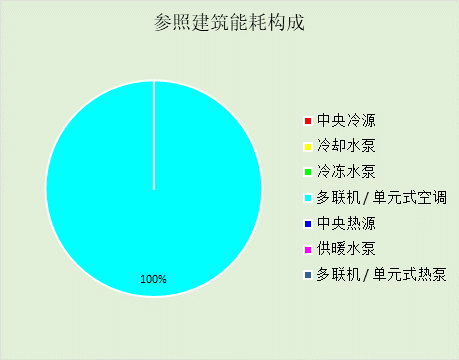 参照建筑能耗构成
中央冷源
冷却水泵
冷冻水泵
多联机/单元式空调
中央热源
供暖水泵
多联机/单元式热泵
100%